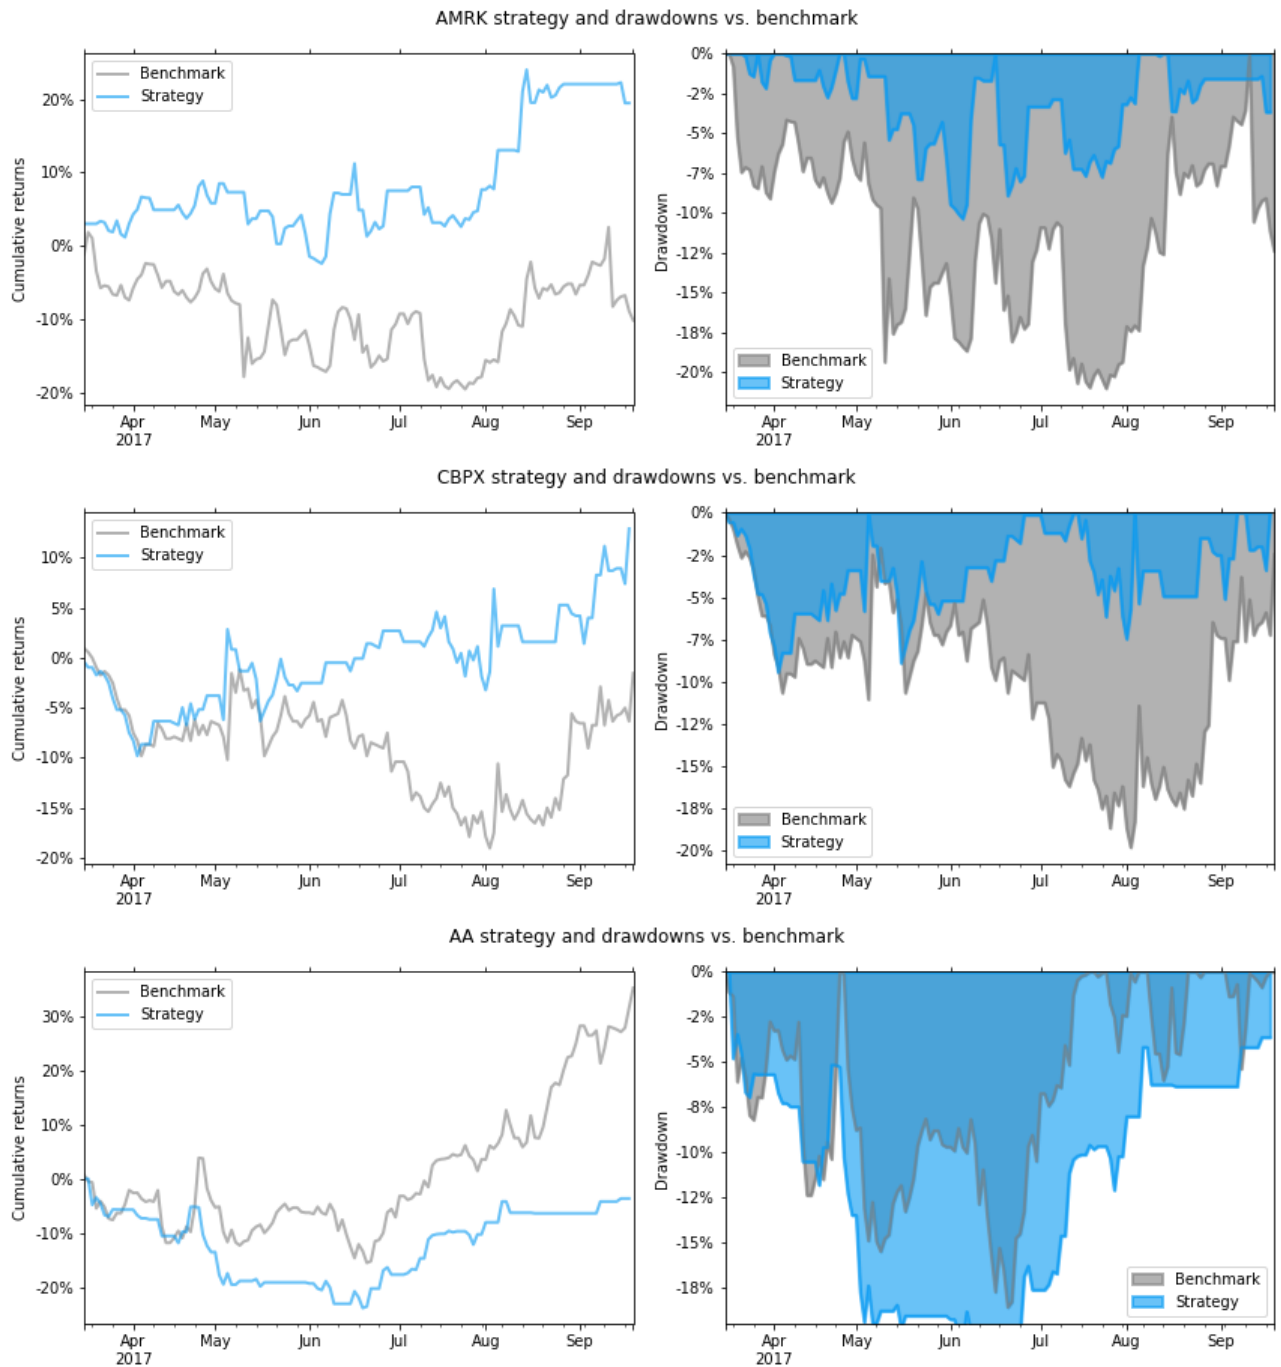 AMRK strategy and drawdowns vs. benchmark
Benchmark
Strategy
Cumulative returns
20%
10%
0%
-10%
-20%
Apr
2017
May
Jun
Jul
Aug
Sep
Drawdown
0%
-2%
-5%
-7%
-10%
-12%
-15%
-18%
-20%
Benchmark
Strategy
Apr
2017
May
Jun
Jul
Aug
Sep
CBPX strategy and drawdowns vs. benchmark
Benchmark
Strategy
Cumulative returns
10%
5%
0%
-5%
-10%
-15%
-20%
Apr
2017
May
Jun
Jul
Aug
Sep
Drawdown
0%
-2%
-5%
-7%
-10%
-12%
-15%
-18%
-20%
Benchmark
Strategy
Apr
2017
May
Jun
Jul
Aug
Sep
AA strategy and drawdowns vs. benchmark
Benchmark
Strategy
Cumulative returns
30%
20%
10%
0%
-10%
-20%
Apr
2017
May
Jun
Jul
Aug
Sep
Drawdown
0%
-2%
-5%
-8%
-10%
-12%
-15%
-18%
Benchmark
Strategy
Apr
2017
May
Jun
Jul
Aug
Sep